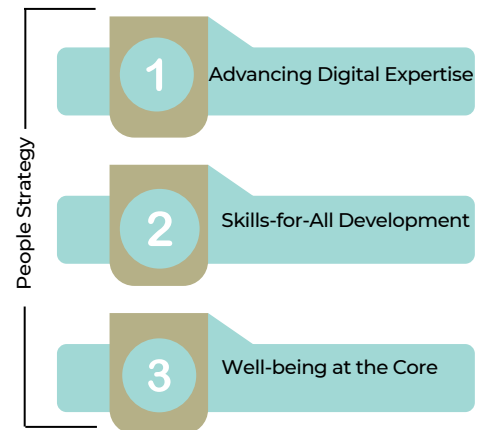 People Strategy
1
Advancing Digital Expertise
2
Skills-for-All Development
3
Well-being at the Core